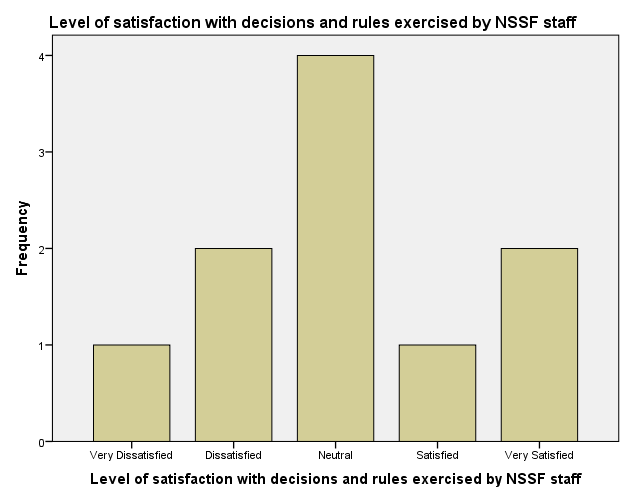 Level of satisfaction with decisions and rules exercised by NSSF staff
4
3
2
1
0
Frequency
Very Dissatisfied Dissatisfied Neutral Satisfied Very Satisfied
Level of satisfaction with decisions and rules exercised by NSSF staff